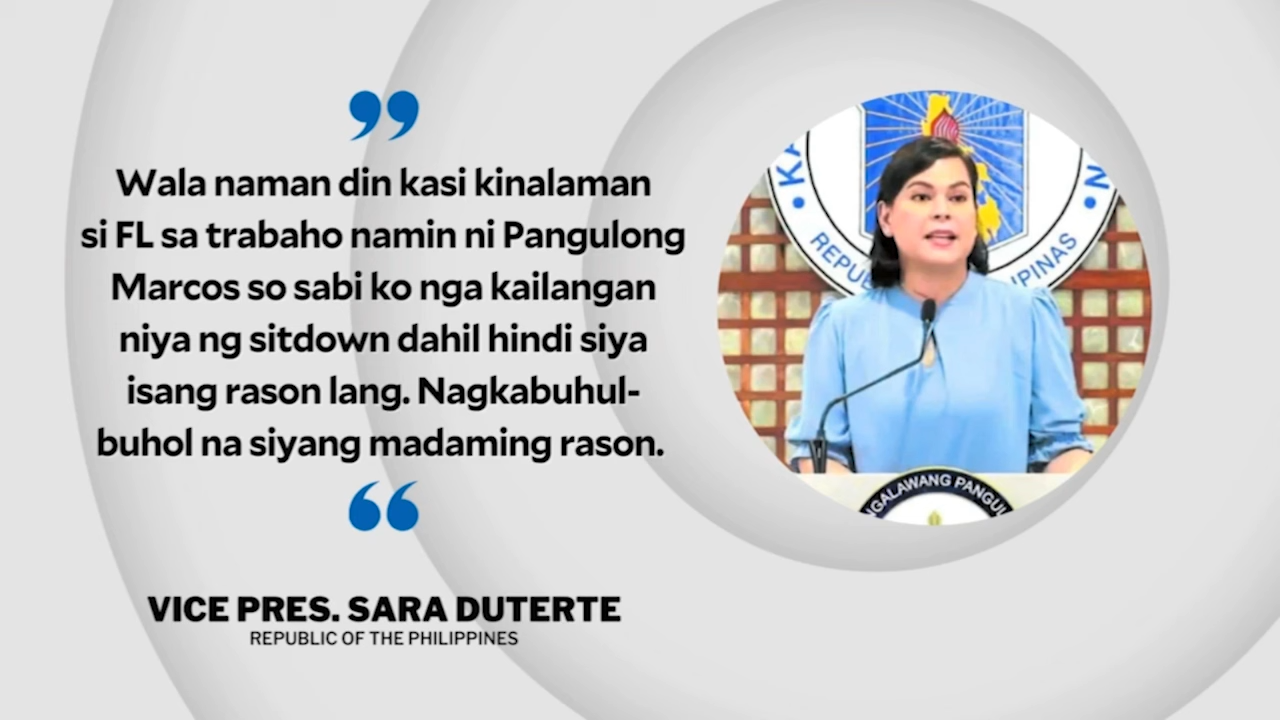 Wala naman din kasi kinalaman
si FL sa trabaho namin ni Pangulong
Marcos so sabi ko nga kailangan
niya ng sitdown dahil hindi siya
isang rason lang. Nagkabuhul-
buhol na siyang madaming rason.
VICE PRES. SARA DUTERTE
REPUBLIC OF THE PHILIPPINES